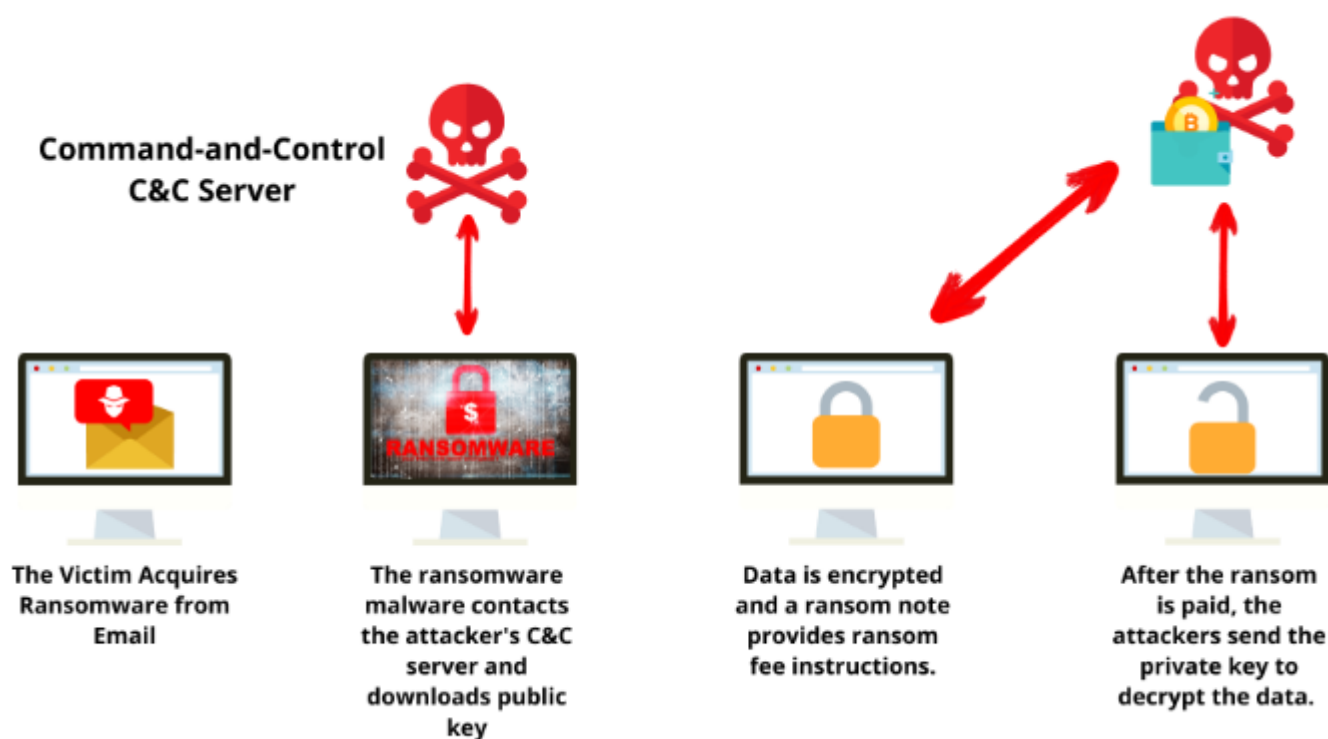 Command-and-Control
C&C Server
$
RANSOMWARE
B
The Victim Acquires
Ransomware from
Email
The ransomware
malware contacts
the attacker's C&C
server and
downloads public
key
Data is encrypted
and a ransom note
provides ransom
fee instructions.
After the ransom
is paid, the
attackers send the
private key to
decrypt the data.